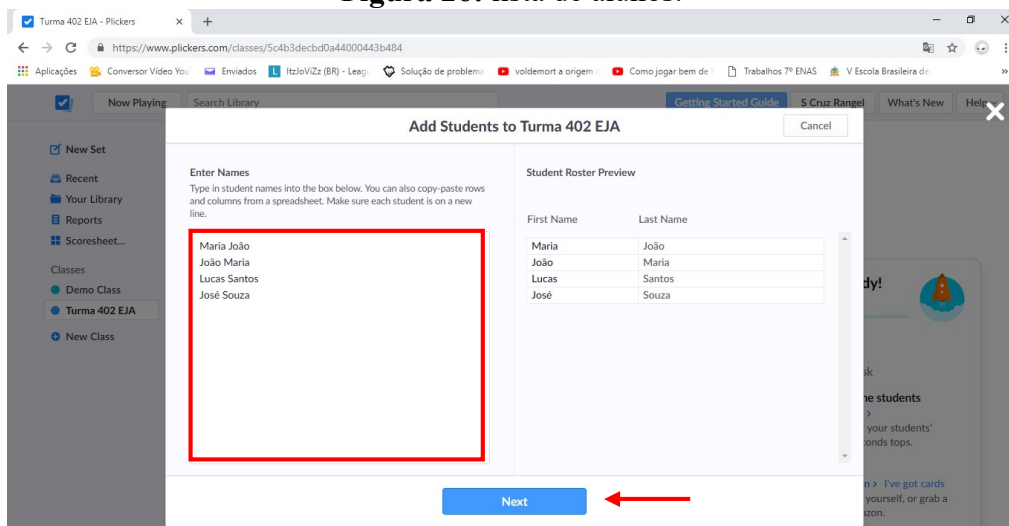 Turma 402 EJA - Plickers
https://www.plickers.com/classes/5c4b3decbd0a44000443b484
Aplicações Conversor Vídeo You Enviados ItzJoViZz (BR) - Leag Solução de problema voldemort a origem Como jogar bem de Trabalhos 7º ENAS V Escola Brasileira de »
Now Playing Search Library Getting Started Guide S Cruz Rangel What's New Help
Add Students to Turma 402 EJA Cancel
New Set
Recent
Your Library
Reports
Scoresheet...
Classes
Demo Class
Turma 402 EJA
New Class
Enter Names
Type in student names into the box below. You can also copy-paste rows
and columns from a spreadsheet. Make sure each student is on a new
line.
Maria João
João Maria
Lucas Santos
José Souza
Student Roster Preview
First Name Last Name
Maria João
João Maria
Lucas Santos
José Souza
dy!
students
your students'
onds tops.
I've got cards
yourself, or grab a
Next